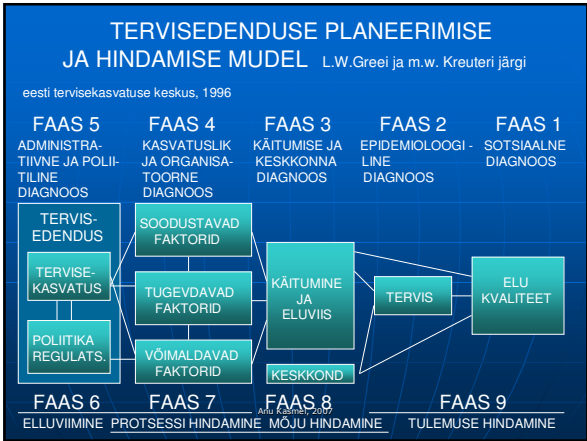 TERVISEDENDUSE PLANEERIMISE
JA HINDAMISE MUDEL L.W.Greei ja m.w. Kreuteri järgi
eesti tervisekasvatuse keskus, 1996
FAAS 5
ADMINISTRA-
TIIVNE JA POLII-
TILINE
DIAGNOOS
FAAS 4
KASVATUSLIK
JA ORGANISA-
TOORNE
DIAGNOOS
FAAS 3
KÄITUMISE JA
KESKKONNA
DIAGNOOS
FAAS 2
EPIDEMIOLOOGI -
LINE
DIAGNOOS
FAAS 1
SOTSIAALNE
DIAGNOOS
TERVIS-
EDENDUS
TERVISE-
KASVATUS
POLIITIKA
REGULATS.
SOODUSTAVAD
FAKTORID
TUGEVDAVAD
FAKTORID
VÕIMALDAVAD
FAKTORID
KÄITUMINE
JA
ELUVIIS
KESKKOND
TERVIS
ELU
KVALITEET
FAAS 6
ELLUVIIMINE
FAAS 7
PROTSESSI HINDAMINE
FAAS 8
MÕJU HINDAMINE
FAAS 9
TULEMUSE HINDAMINE
Anu Kasmel, 2007